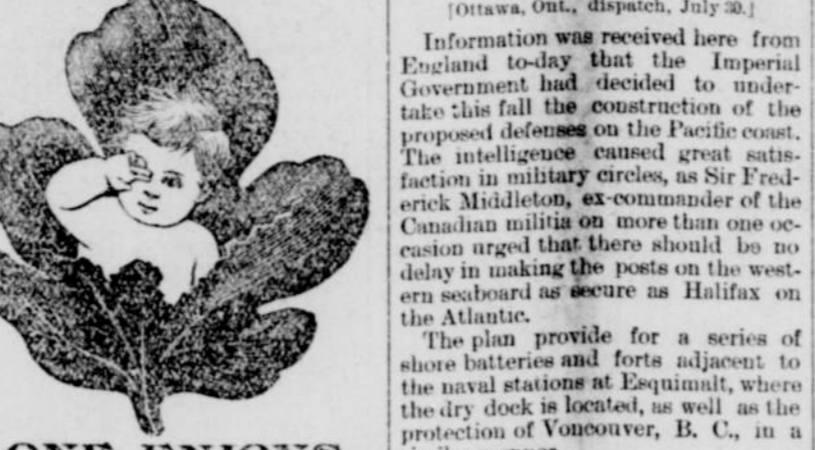 [Ottawa, Ont., dispatch, July 30.]
Information was received here from
England to-day that the Imperial
Government had decided to under-
take this fall the construction of the
proposed defenses on the Pacific coast.
The intelligence caused great satis-
faction in military circles, as Sir Fred-
erick Middleton, ex-commander of the
Canadian militia on more than one oc-
casion urged that there should be no
delay in making the posts on the west-
ern seaboard as secure as Halifax on
the Atlantic.
The plan provide for a series of
shore batteries and forts adjacent to
the naval stations at Esquimalt, where
the dry dock is located, as well as the
protection of Voncouver, B. C., in a
ONE ENJOYS